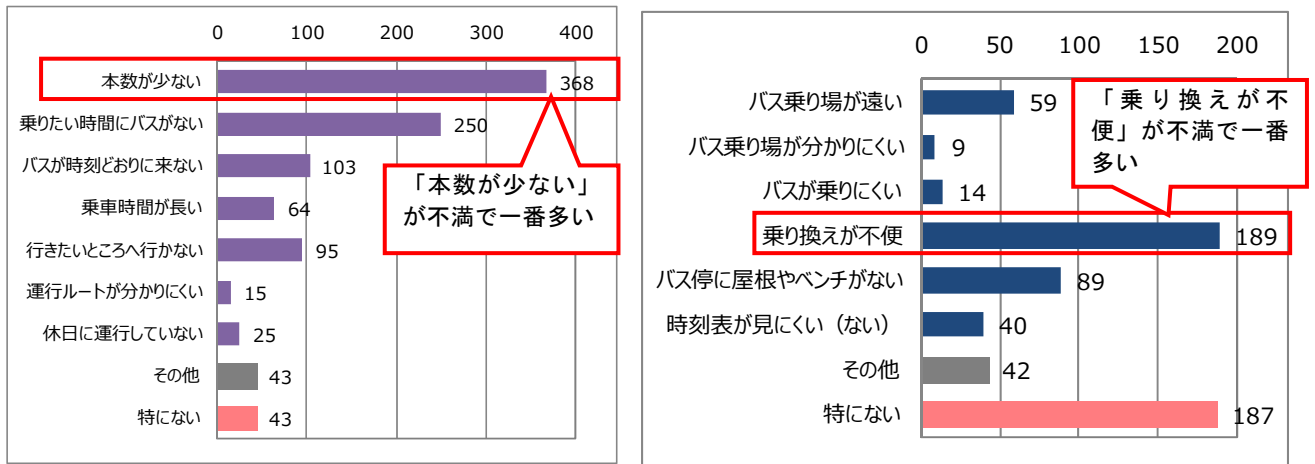 0 100 200 300 400
本数が少ない 368
乗りたい時間にバスがない 250
バスが時刻どおりに来ない 103
乗車時間が長い 64
行きたいところへ行かない 95
運行ルートが分かりにくい 15
休日に運行していない 25
その他 43
特にない 43
「本数が少ない」
が不満で一番多い
0 50 100 150 200
バス乗り場が遠い 59
バス乗り場が分かりにくい 9
バスが乗りにくい 14
乗り換えが不便 189
バス停に屋根やベンチがない 89
時刻表が見にくい（ない） 40
その他 42
特にない 187
「乗り換えが不
便」が不満で一番
多い